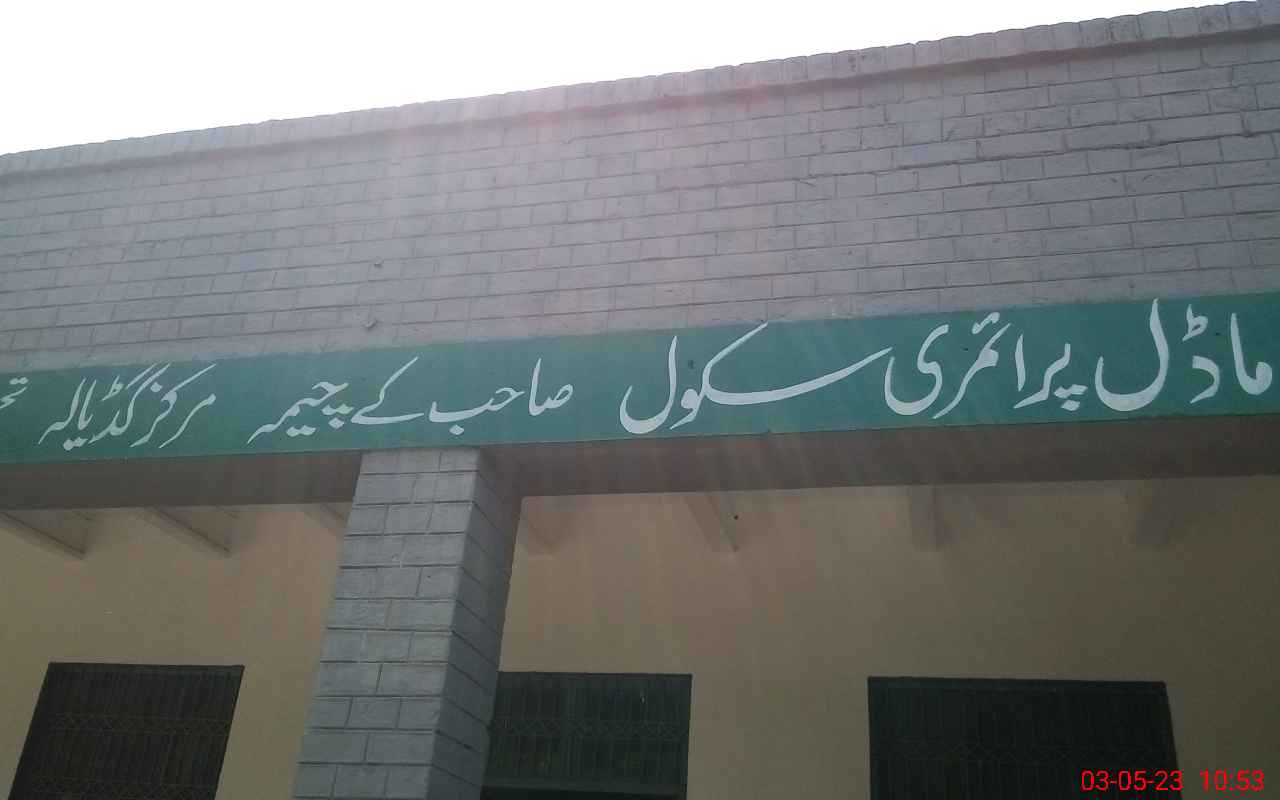 ماڈل پرائمری سکول صاحب کے چیمہ مرکز گڈیالہ
03-05-23 10:53